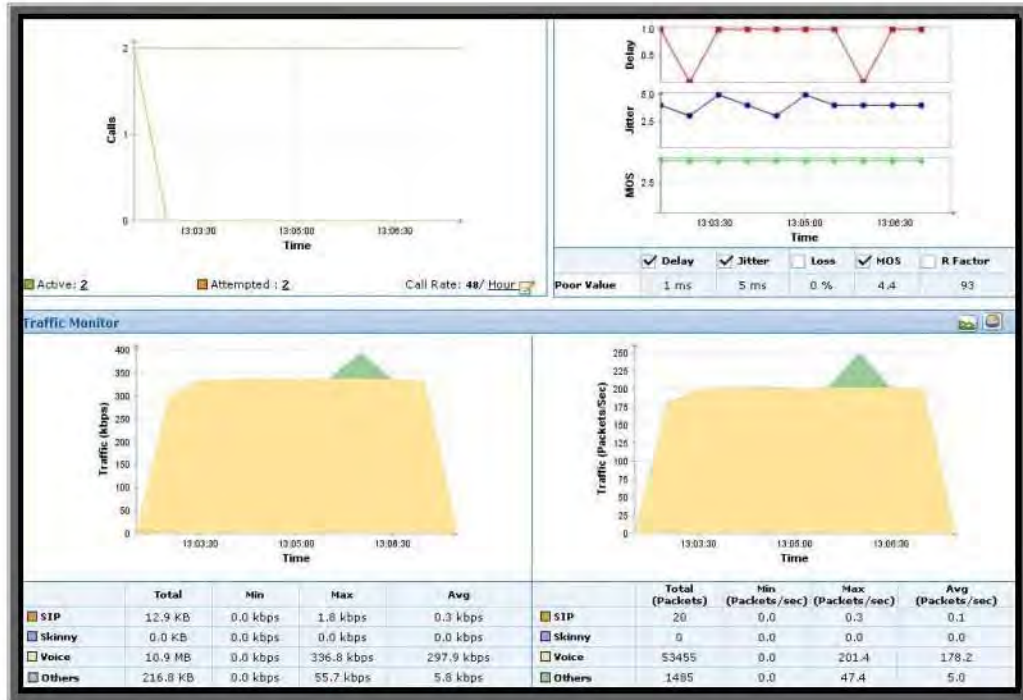 2
1
0
Calls
13:03:30 13:05:00 13:06:30
Time
Active: 2 Attempted : 2 Call Rate: 48/ Hour
1.0
0.5
Delay
5.0
2.5
Jitter
2.5
MOS
13:03:30 13:05:00 13:06:30
Time
Delay Jitter Loss MOS R Factor
Poor Value 1 ms 5 ms 0 % 4.4 93
Traffic Monitor
400
350
300
250
200
150
100
50
0
Traffic (kbps)
13:03:30 13:05:00 13:06:30
Time
250
225
200
175
150
125
100
75
50
25
0
Traffic (Packets/Sec)
13:03:30 13:05:00 13:06:30
Time
Total Min Max Avg
SIP 12.9 KB 0.0 kbps 1.8 kbps 0.3 kbps
Skinny 0.0 KB 0.0 kbps 0.0 kbps 0.0 kbps
Voice 10.9 MB 0.0 kbps 336.8 kbps 297.9 kbps
Others 216.8 KB 0.0 kbps 55.7 kbps 5.8 kbps
Total Min Max Avg
(Packets) (Packets/sec) (Packets/sec) (Packets/sec)
SIP 20 0.0 0.3 0.1
Skinny 0 0.0 0.0 0.0
Voice 53455 0.0 201.4 178.2
Others 1485 0.0 47.4 5.0